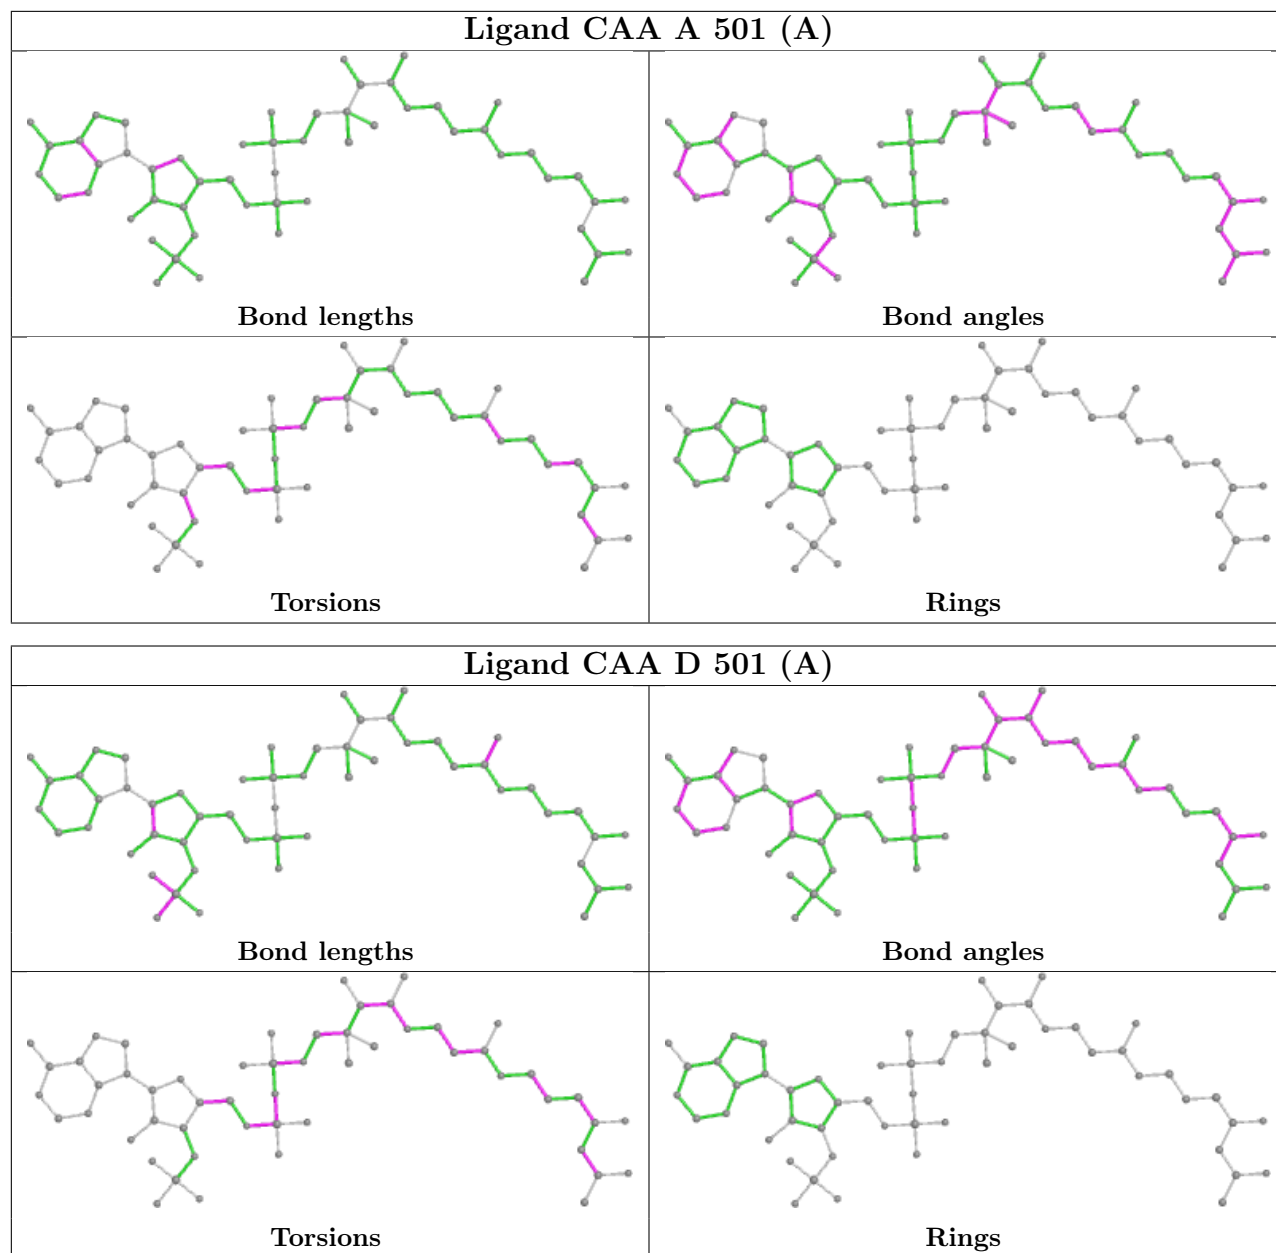 Ligand CAA A 501 (A)
Bond lengths
Bond angles
Torsions
Rings
Ligand CAA D 501 (A)
Bond lengths
Bond angles
Torsions
Rings